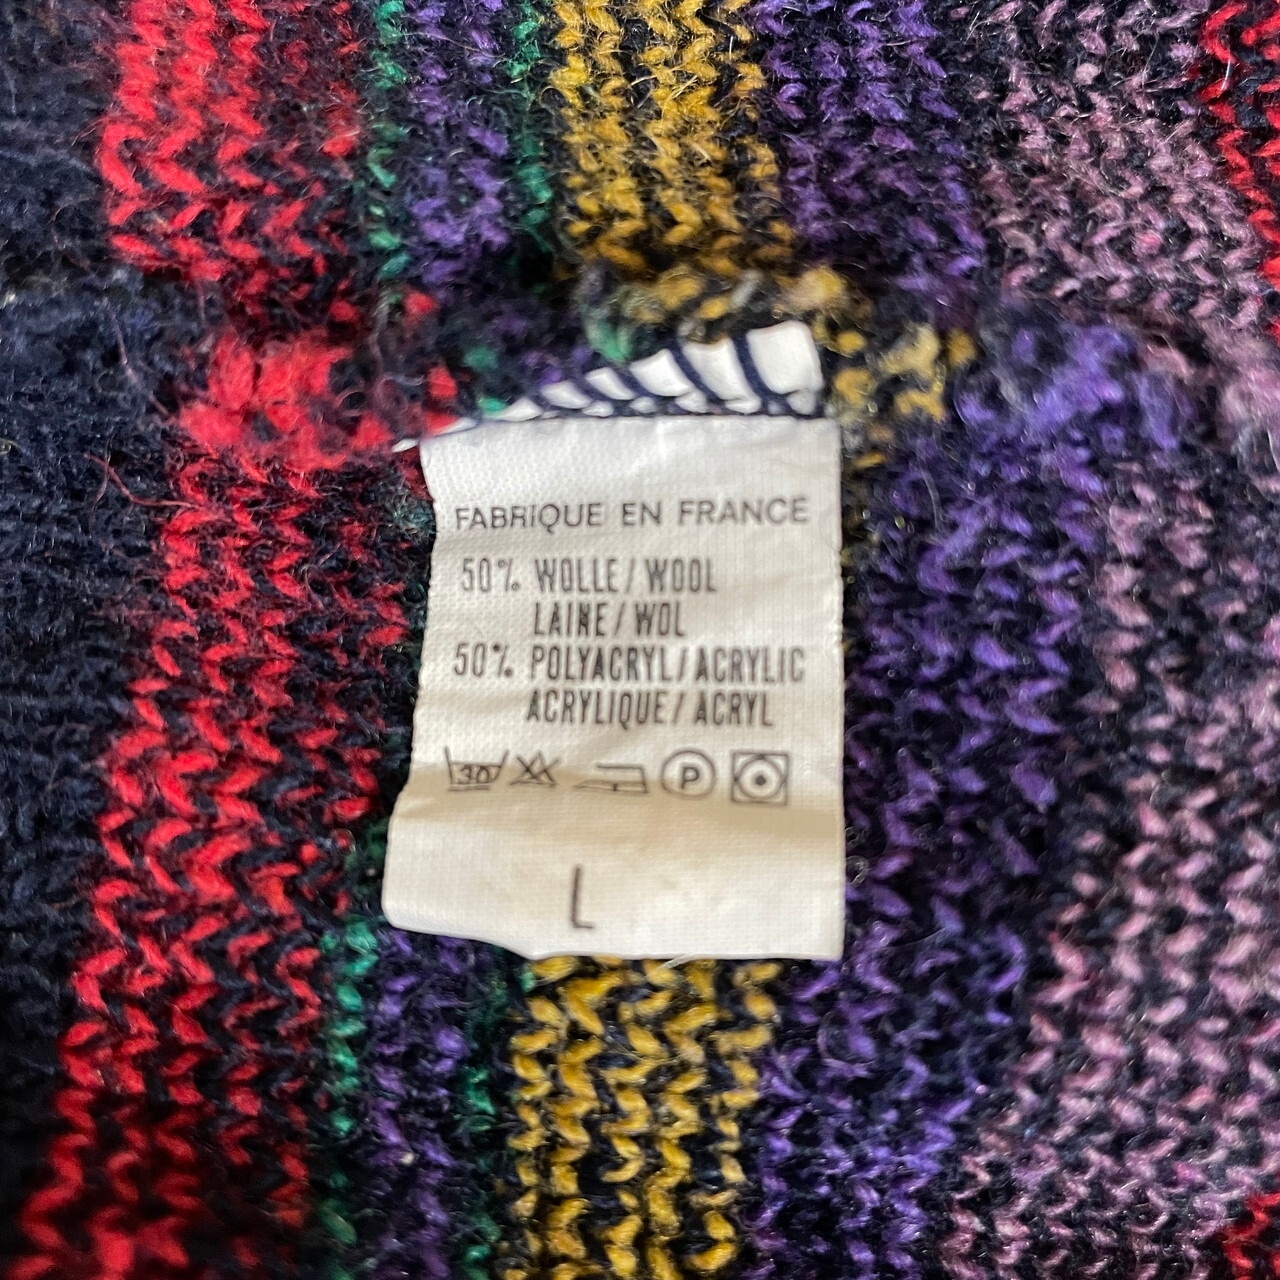 FABRIQUE EN FRANCE
50% WOLLE / WOOL
LAINE / WOL
50% POLYACRYL / ACRYLIC
ACRYLIQUE / ACRYL
30 P
L